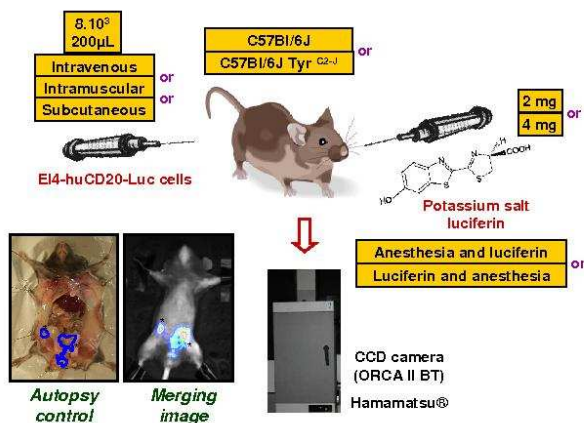 8.10³
200µL
Intravenous
or
Intramuscular
or
Subcutaneous
El4-huCD20-Luc cells
C57Bl/6J
or
C57Bl/6J Tyr C2-J
2 mg
or
4 mg
H
N
COOH
S
N
S
HO
Potassium salt
luciferin
Anesthesia and luciferin
or
Luciferin and anesthesia
CCD camera
(ORCA II BT)
Hamamatsu®
Autopsy
control
Merging
image